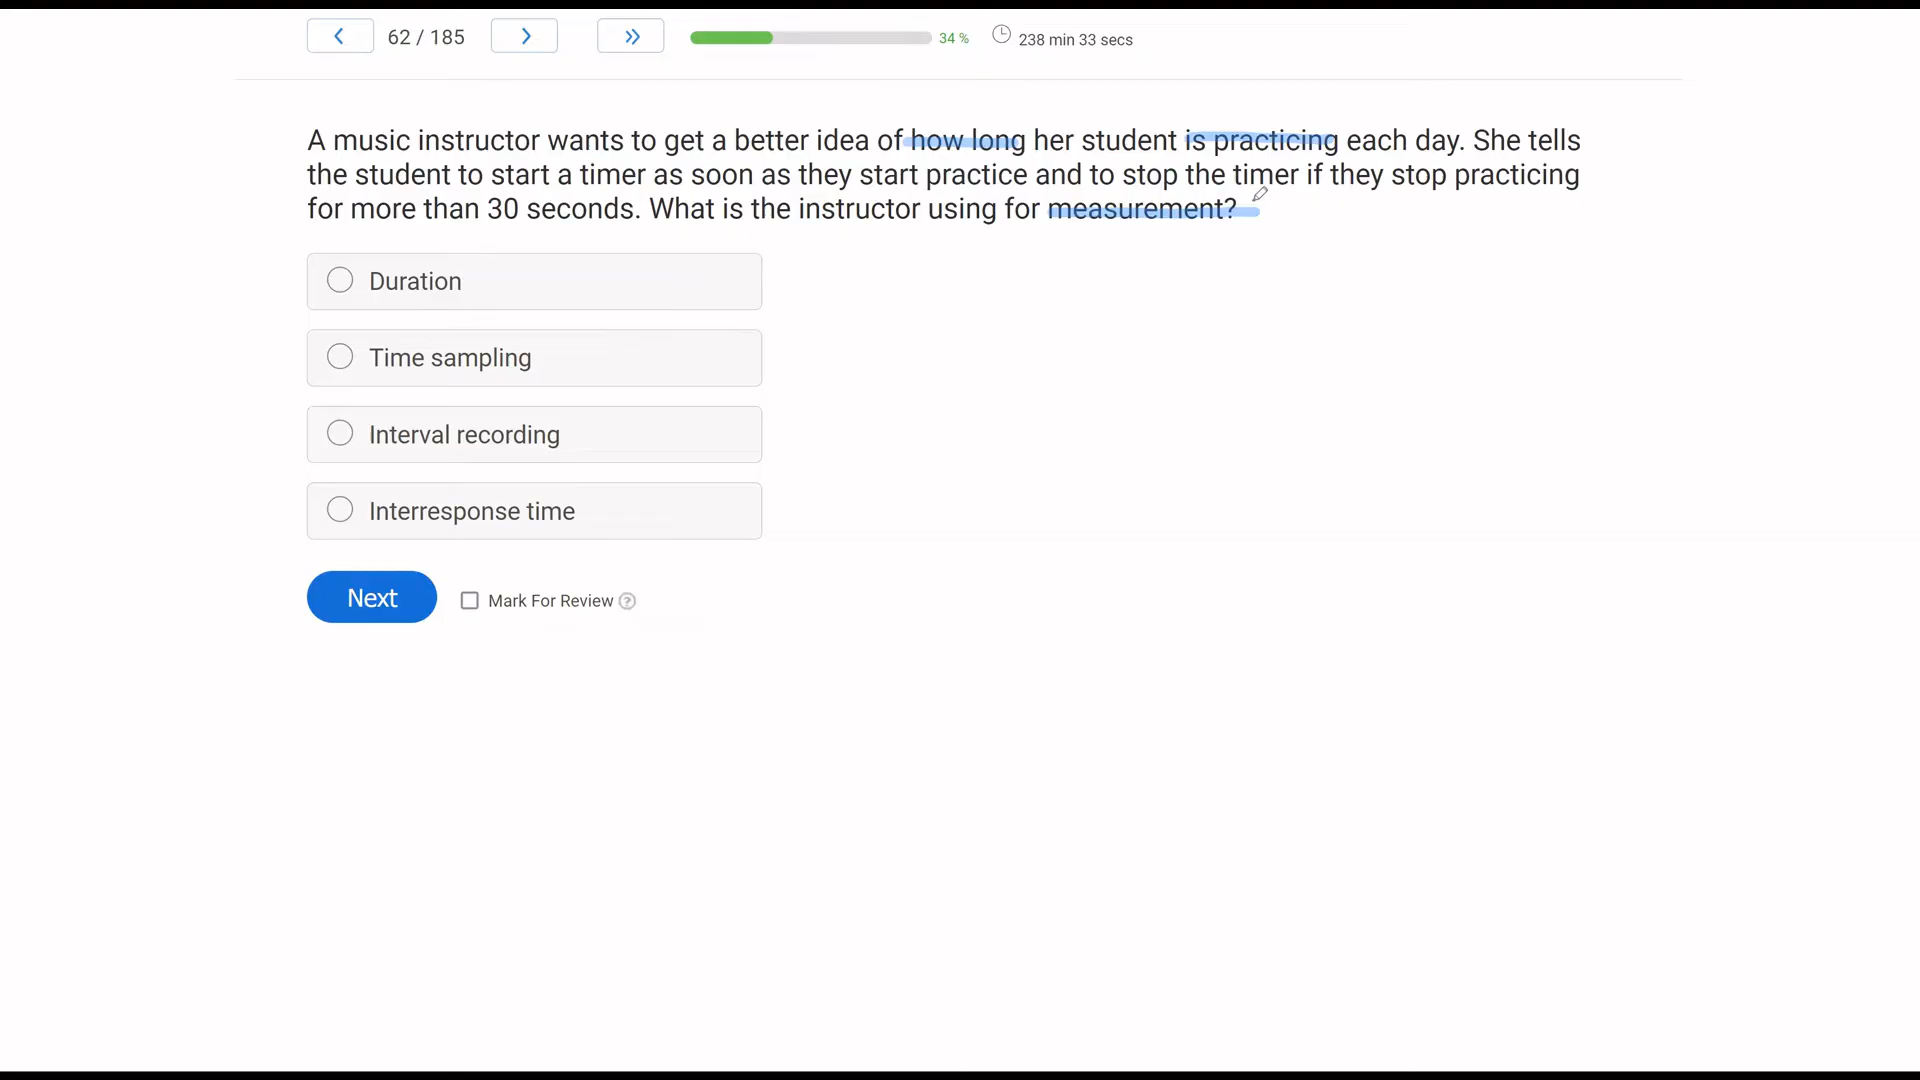 62 / 185
34 %
238 min 33 secs
A music instructor wants to get a better idea of how long her student is practicing each day. She tells
the student to start a timer as soon as they start practice and to stop the timer if they stop practicing
for more than 30 seconds. What is the instructor using for measurement?
Duration
Time sampling
Interval recording
Interresponse time
Next
Mark For Review ?